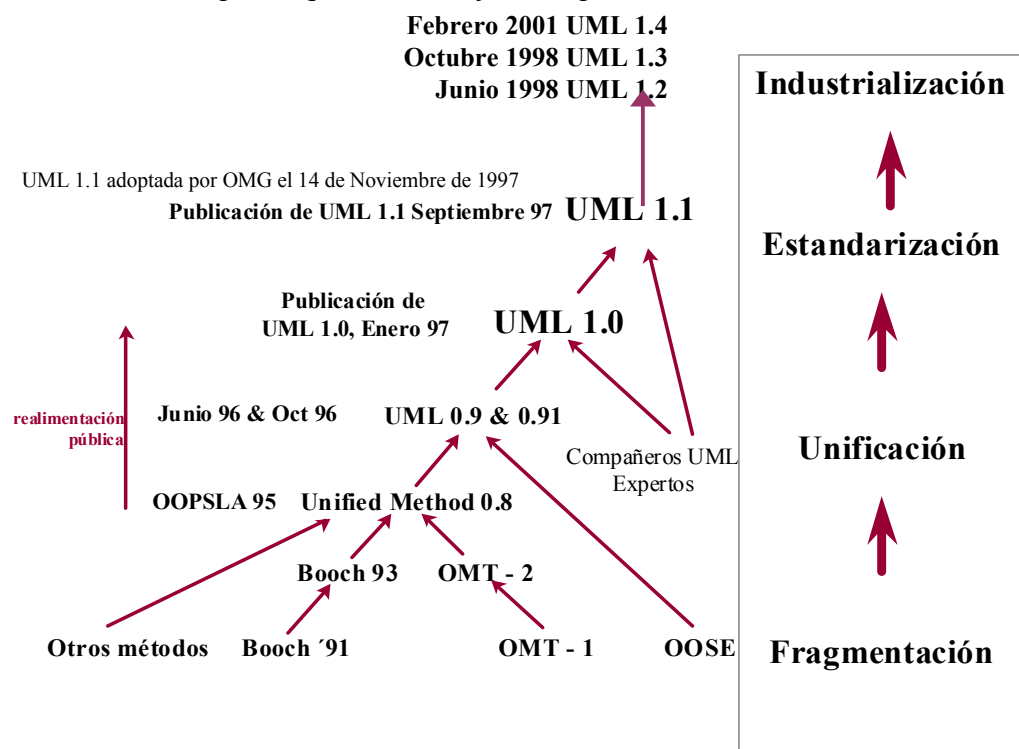 Febrero 2001 UML 1.4
Octubre 1998 UML 1.3
Junio 1998 UML 1.2
UML 1.1 adoptada por OMG el 14 de Noviembre de 1997
Publicación de UML 1.1 Septiembre 97 UML 1.1
Publicación de
UML 1.0, Enero 97
UML 1.0
realimentación
pública
Junio 96 & Oct 96
UML 0.9 & 0.91
Compañeros UML
Expertos
OOPSLA 95
Unified Method 0.8
Booch 93
OMT - 2
Otros métodos
Booch ´91
OMT - 1
OOSE
Industrialización
Estandarización
Unificación
Fragmentación